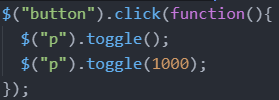 $("button").click(function(){
  $("p").toggle();
  $("p").toggle(1000);
});